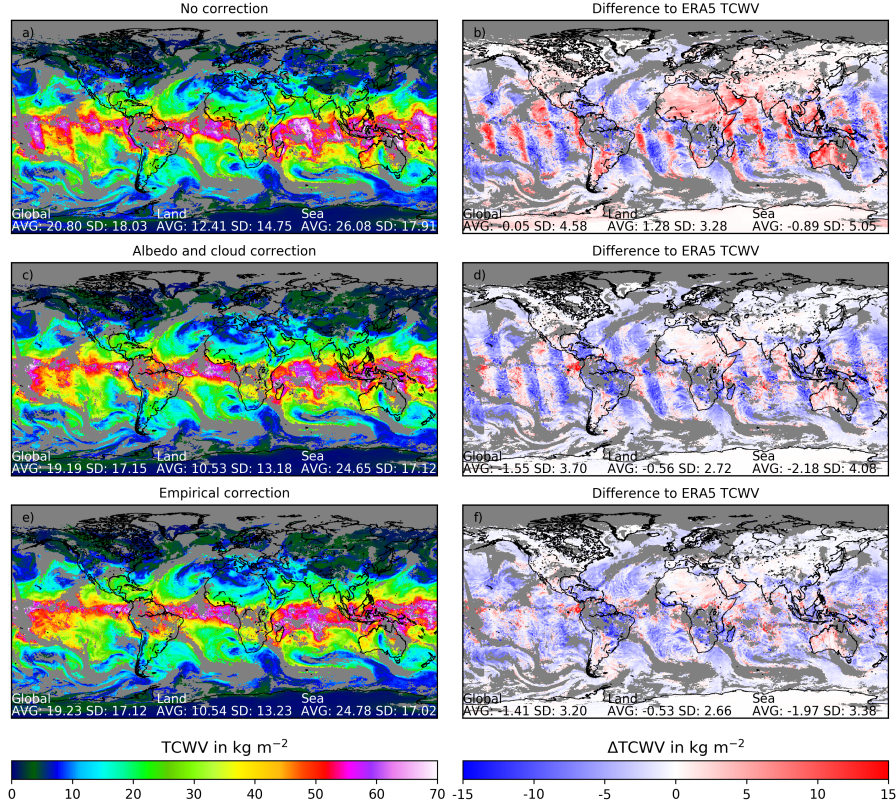 No correction
Difference to ERA5 TCWV
a)
b)
Global Land Sea
AVG: 20.80 SD: 18.03 AVG: 12.41 SD: 14.75 AVG: 26.08 SD: 17.91
Global Land Sea
AVG: -0.05 SD: 4.58 AVG: 1.28 SD: 3.28 AVG: -0.89 SD: 5.05
Albedo and cloud correction
Difference to ERA5 TCWV
c)
d)
Global Land Sea
AVG: 19.19 SD: 17.15 AVG: 10.53 SD: 13.18 AVG: 24.65 SD: 17.12
Global Land Sea
AVG: -1.55 SD: 3.70 AVG: -0.56 SD: 2.72 AVG: -2.18 SD: 4.08
Empirical correction
Difference to ERA5 TCWV
e)
f)
Global Land Sea
AVG: 19.23 SD: 17.12 AVG: 10.54 SD: 13.23 AVG: 24.78 SD: 17.02
Global Land Sea
AVG: -1.41 SD: 3.20 AVG: -0.53 SD: 2.66 AVG: -1.97 SD: 3.38
TCWV in kg m⁻²
0 10 20 30 40 50 60 70
ΔTCWV in kg m⁻²
-15 -10 -5 0 5 10 15